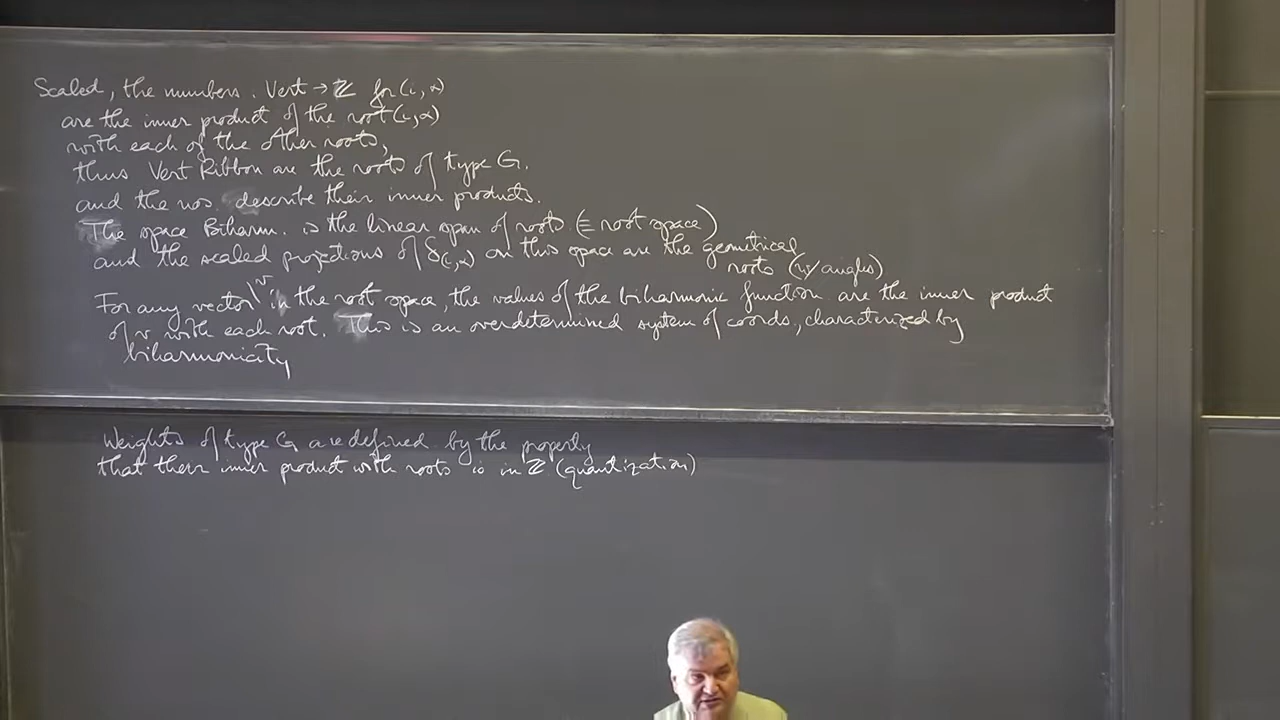 Scaled, the numbers. Vert → ℤ for (i, α)
are the inner product of the root (i, α)
with each of the other roots,
thus Vert Ribbon are the roots of type G.
and the nos. describe their inner products.
The space Biharm. is the linear span of roots (≡ root space)
and the scaled projections of δ(i,α) on this space are the geometrical
roots (w/ angles)
For any vector v in the root space, the values of the biharmonic function are the inner product
of v with each root. This is an overdetermined system of coords., characterized by
biharmonicity
Weights of type G are defined by the property
that their inner product with roots is in ℤ (quantization)